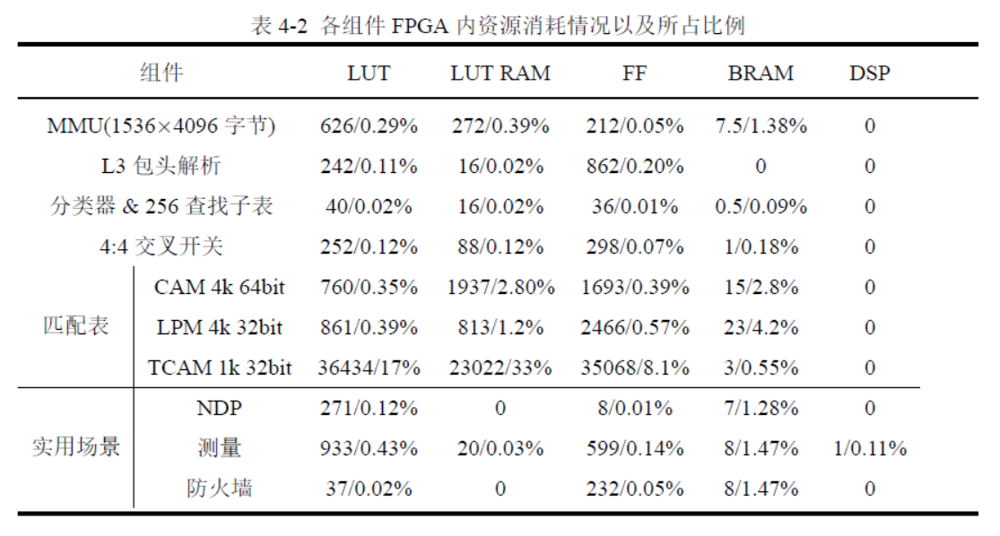 表 4-2 各组件 FPGA 内资源消耗情况以及所占比例
组件 LUT LUT RAM FF BRAM DSP
MMU(1536×4096 字节) 626/0.29% 272/0.39% 212/0.05% 7.5/1.38% 0
L3 包头解析 242/0.11% 16/0.02% 862/0.20% 0 0
分类器 & 256 查找子表 40/0.02% 16/0.02% 36/0.01% 0.5/0.09% 0
4:4 交叉开关 252/0.12% 88/0.12% 298/0.07% 1/0.18% 0
CAM 4k 64bit 760/0.35% 1937/2.80% 1693/0.39% 15/2.8% 0
匹配表 LPM 4k 32bit 861/0.39% 813/1.2% 2466/0.57% 23/4.2% 0
TCAM 1k 32bit 36434/17% 23022/33% 35068/8.1% 3/0.55% 0
NDP 271/0.12% 0 8/0.01% 7/1.28% 0
实用场景 测量 933/0.43% 20/0.03% 599/0.14% 8/1.47% 1/0.11%
防火墙 37/0.02% 0 232/0.05% 8/1.47% 0